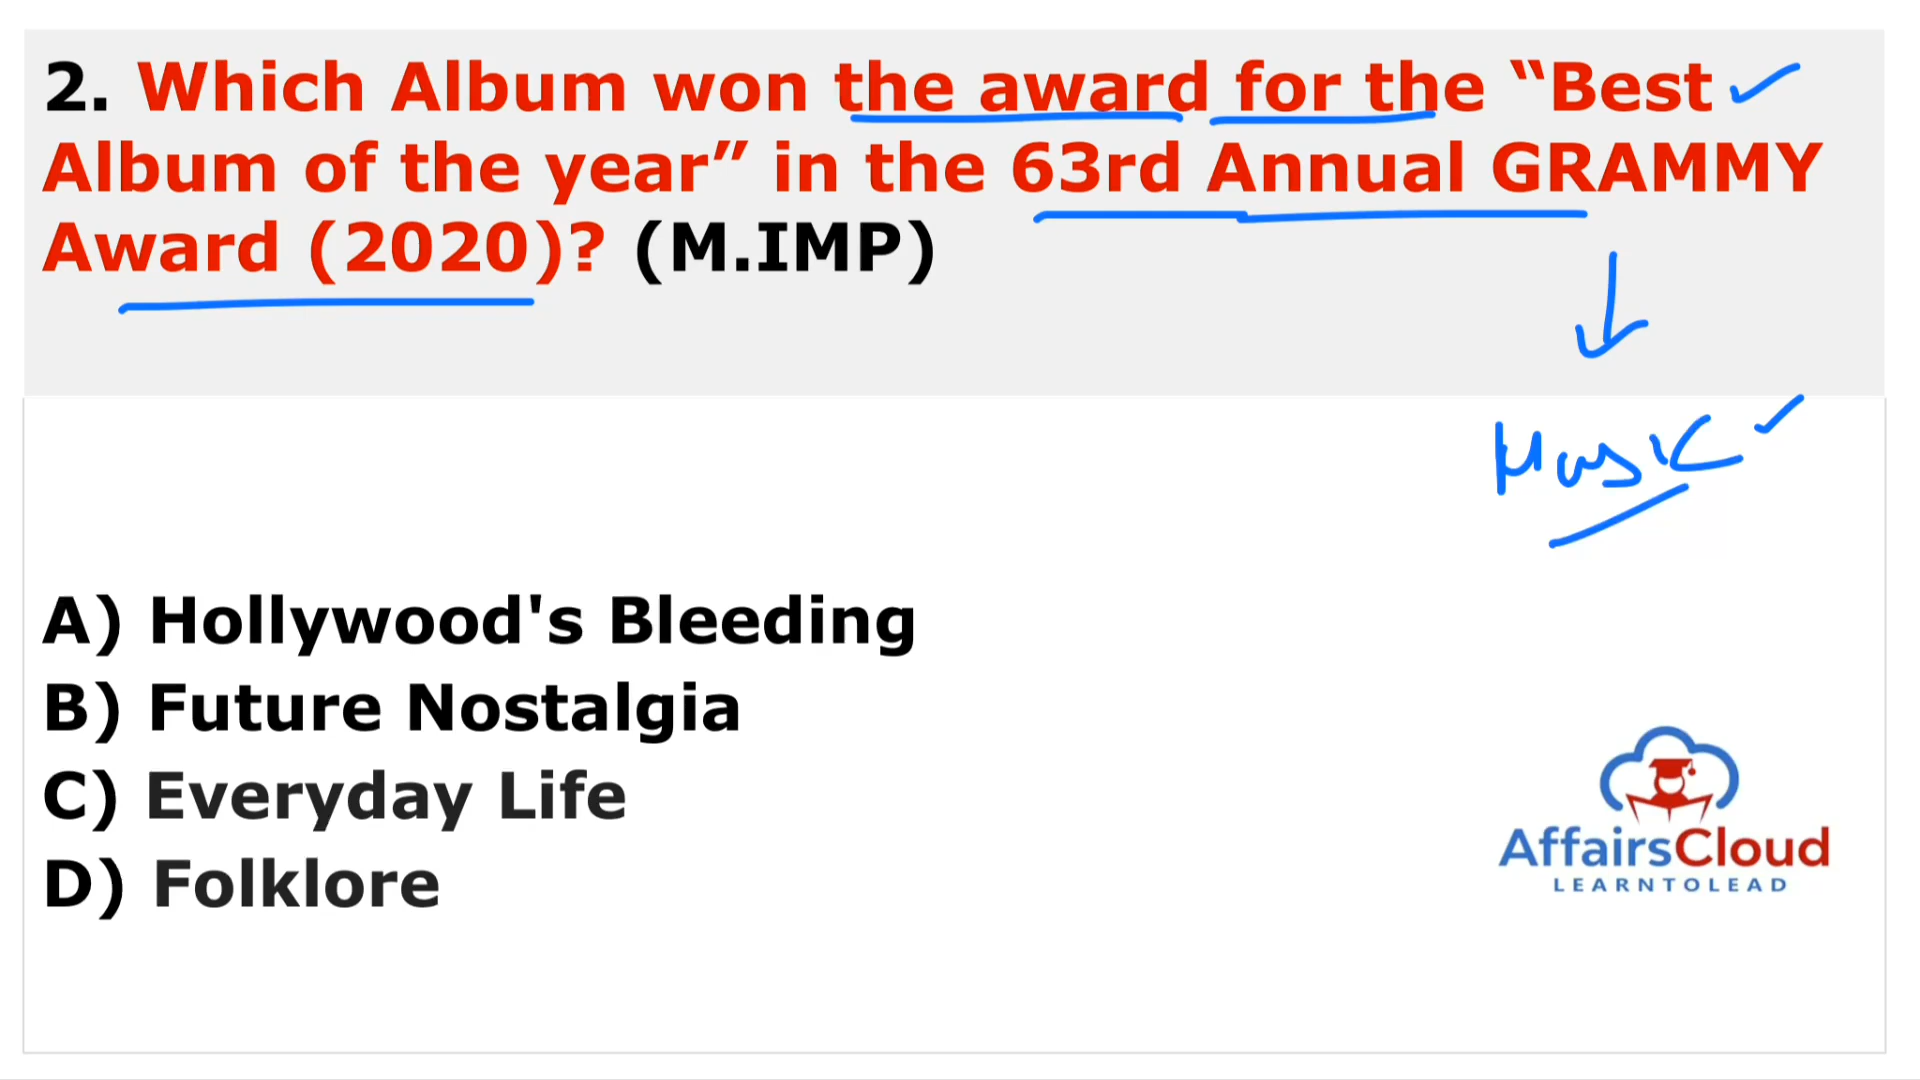 2. Which Album won the award for the “Best
Album of the year” in the 63rd Annual GRAMMY
Award (2020)? (M.IMP)
Music
A) Hollywood's Bleeding
B) Future Nostalgia
C) Everyday Life
D) Folklore
AffairsCloud
LEARNTOLEAD